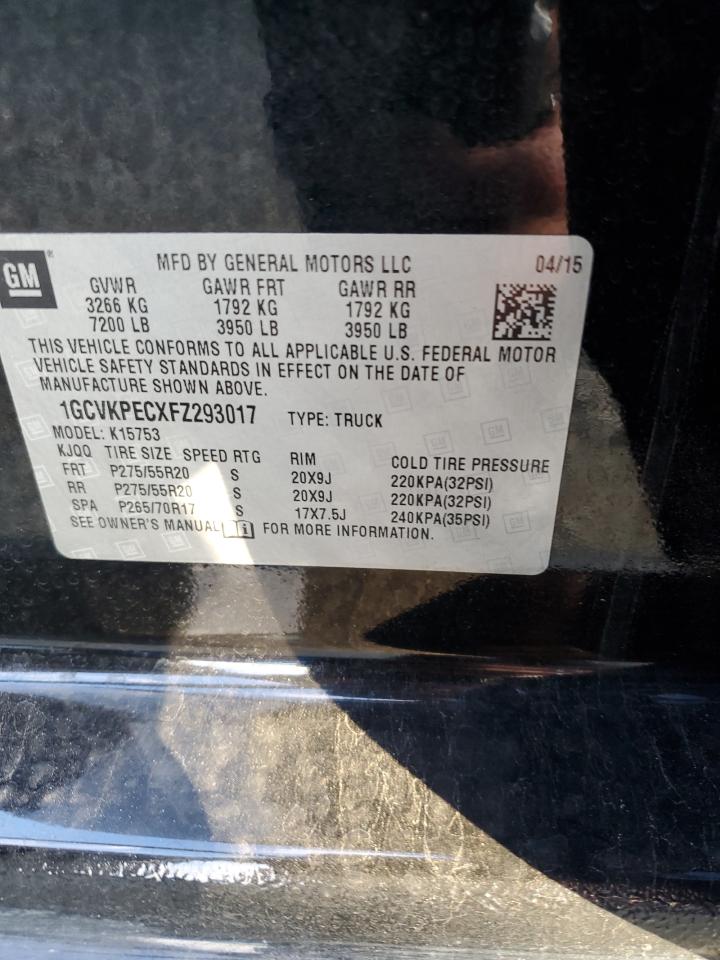 GM®
MFD BY GENERAL MOTORS LLC 04/15
GVWR GAWR FRT GAWR RR
3266 KG 1792 KG 1792 KG
7200 LB 3950 LB 3950 LB
THIS VEHICLE CONFORMS TO ALL APPLICABLE U.S. FEDERAL MOTOR
VEHICLE SAFETY STANDARDS IN EFFECT ON THE DATE OF
MANUFACTURE SHOWN ABOVE.
1GCVKPECXFZ293017 TYPE: TRUCK
MODEL: K15753
KJQQ TIRE SIZE SPEED RTG RIM COLD TIRE PRESSURE
FRT P275/55R20 S 20X9J 220KPA(32PSI)
RR P275/55R20 S 20X9J 220KPA(32PSI)
SPA P265/70R17 S 17X7.5J 240KPA(35PSI)
SEE OWNER'S MANUAL i FOR MORE INFORMATION.